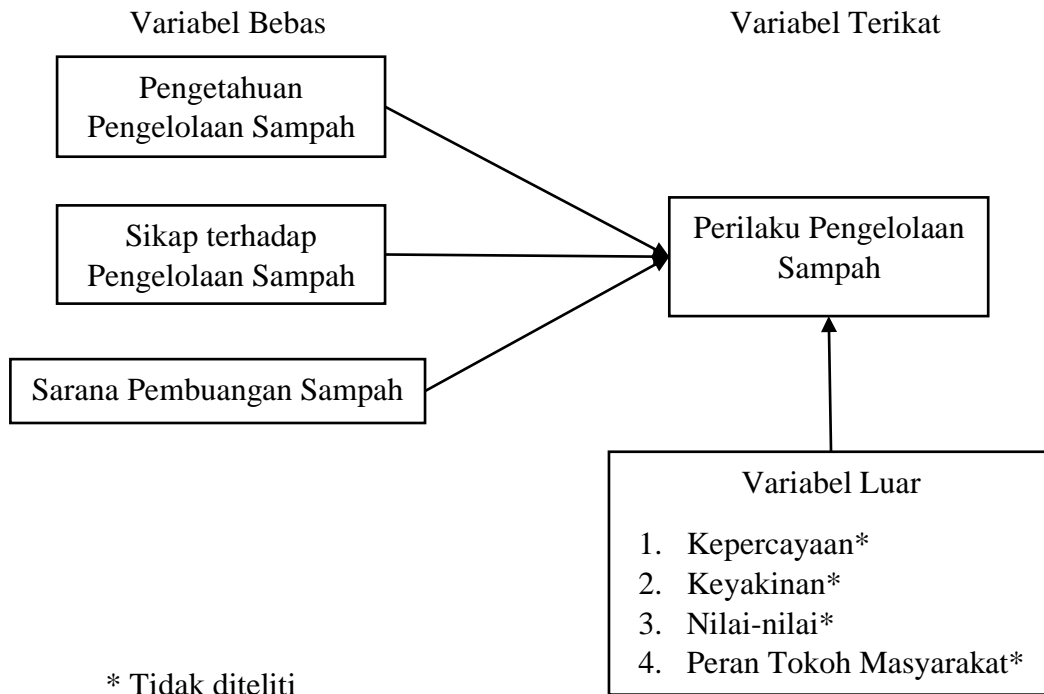 Variabel Bebas
Variabel Terikat
Pengetahuan
Pengelolaan Sampah
Sikap terhadap
Pengelolaan Sampah
Sarana Pembuangan Sampah
Perilaku Pengelolaan
Sampah
Variabel Luar
1. Kepercayaan*
2. Keyakinan*
3. Nilai-nilai*
4. Peran Tokoh Masyarakat*
* Tidak diteliti